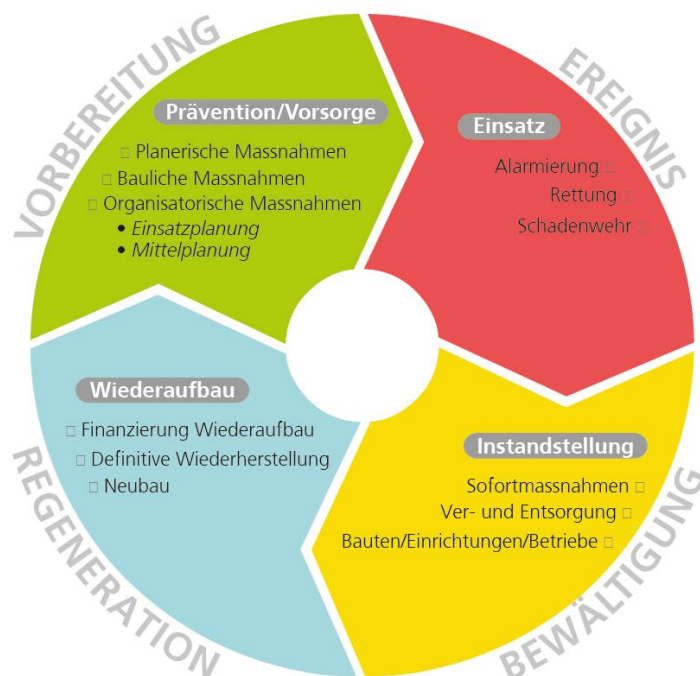 VORBEREITUNG
Prävention/Vorsorge
□ Planerische Massnahmen
□ Bauliche Massnahmen
□ Organisatorische Massnahmen
• Einsatzplanung
• Mittelplanung
EREIGNIS
Einsatz
Alarmierung □
Rettung □
Schadenwehr □
BEWÄLTIGUNG
Instandstellung
Sofortmassnahmen □
Ver- und Entsorgung □
Bauten/Einrichtungen/Betriebe □
REGENERATION
Wiederaufbau
□ Finanzierung Wiederaufbau
□ Definitive Wiederherstellung
□ Neubau